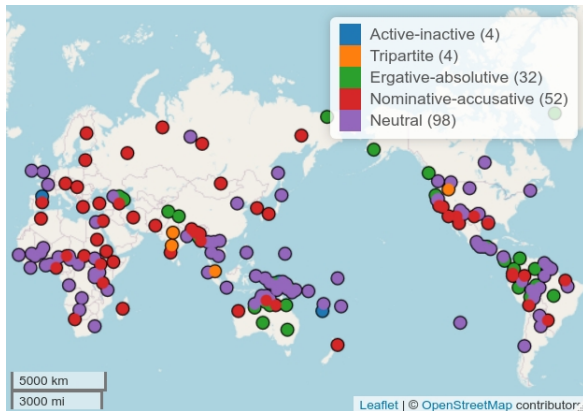 Active-inactive (4)
Tripartite (4)
Ergative-absolutive (32)
Nominative-accusative (52)
Neutral (98)
5000 km
3000 mi
Leaflet | © OpenStreetMap contributor